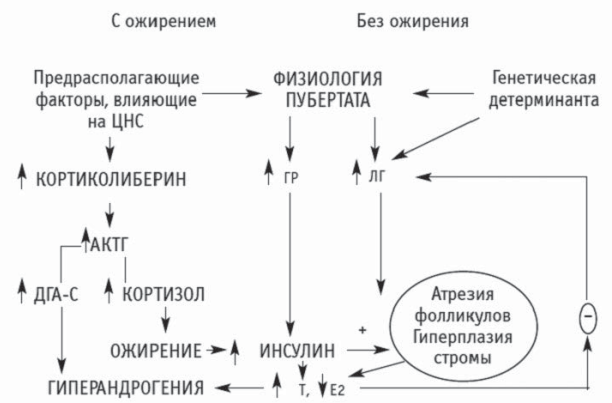 С ожирением
Без ожирения
Предрасполагающие
факторы, влияющие
на ЦНС
ФИЗИОЛОГИЯ
ПУБЕРТАТА
Генетическая
детерминанта
КОРТИКОЛИБЕРИН
ГР
ЛГ
АКТГ
ДГА-С
КОРТИЗОЛ
Атрезия
фолликулов
Гиперплазия
стромы
–
+
ОЖИРЕНИЕ
ИНСУЛИН
ГИПЕРАНДРОГЕНИЯ
Т,
Е2